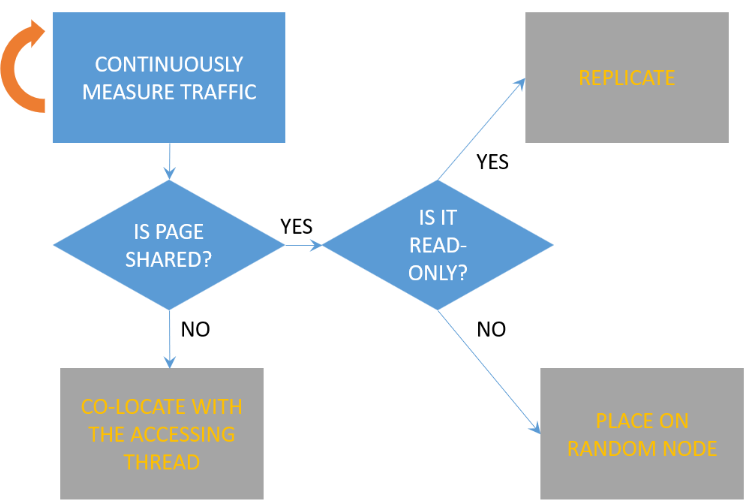 CONTINUOUSLY
MEASURE TRAFFIC
REPLICATE
YES
IS PAGE
SHARED?
YES
IS IT
READ-
ONLY?
NO
NO
CO-LOCATE WITH
THE ACCESSING
THREAD
PLACE ON
RANDOM NODE